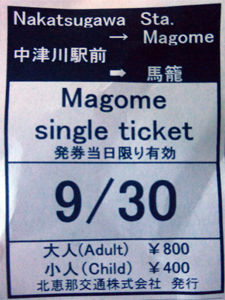 Nakatsugawa Sta.
→ Magome
中津川駅前
➡ 馬籠
Magome
single ticket
発券当日限り有効
9/30
大人(Adult) ¥800
小人(Child) ¥400
北恵那交通株式会社 発行